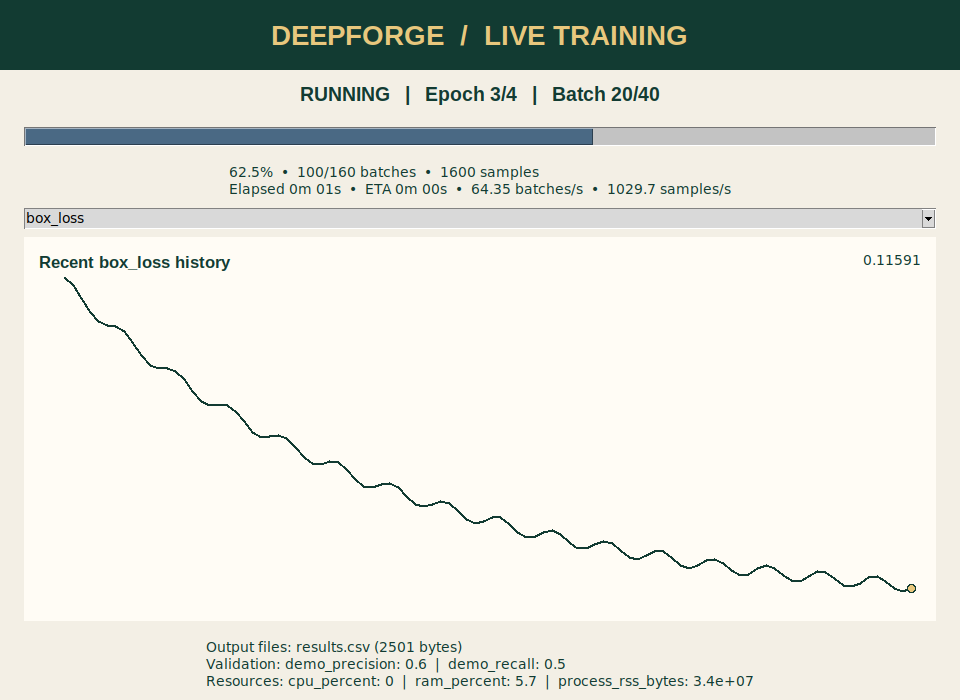 DEEPFORGE / LIVE TRAINING
RUNNING | Epoch 3/4 | Batch 20/40
62.5% • 100/160 batches • 1600 samples
Elapsed 0m 01s • ETA 0m 00s • 64.35 batches/s • 1029.7 samples/s
box_loss
Recent box_loss history
0.11591
Output files: results.csv (2501 bytes)
Validation: demo_precision: 0.6 | demo_recall: 0.5
Resources: cpu_percent: 0 | ram_percent: 5.7 | process_rss_bytes: 3.4e+07